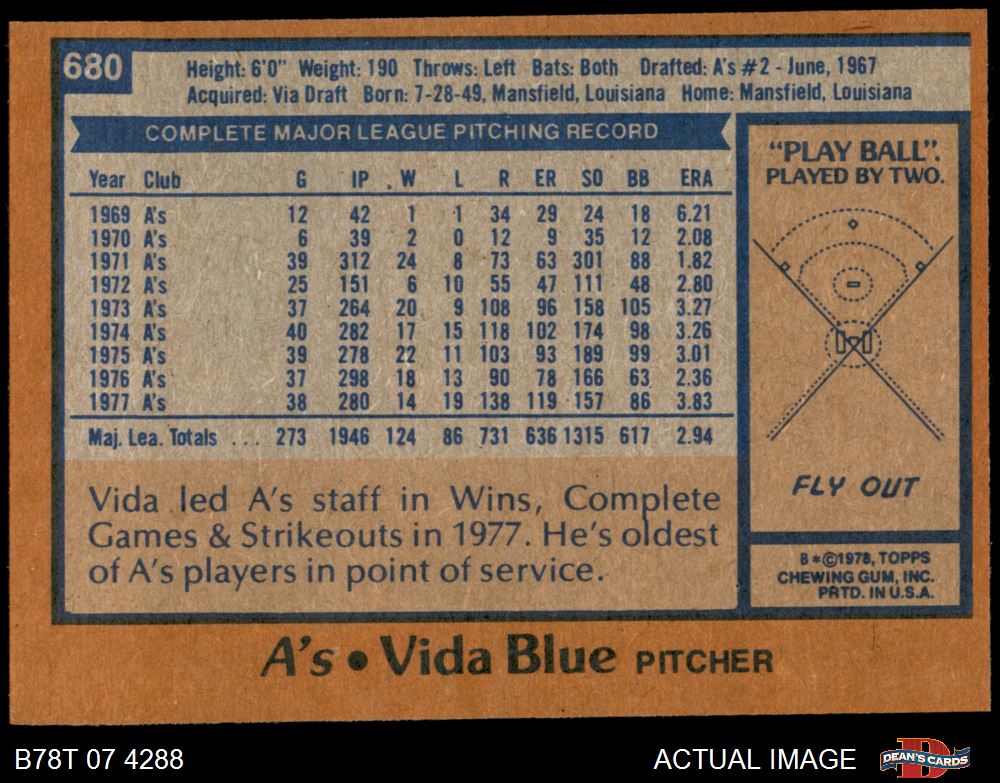 680
Height: 6'0" Weight: 190 Throws: Left Bats: Both Drafted: A's #2 - June, 1967
Acquired: Via Draft Born: 7-28-49, Mansfield, Louisiana Home: Mansfield, Louisiana
COMPLETE MAJOR LEAGUE PITCHING RECORD
Year Club G IP W L R ER SO BB ERA
1969 A's 12 42 1 1 34 29 24 18 6.21
1970 A's 6 39 2 0 12 9 35 12 2.08
1971 A's 39 312 24 8 73 63 301 88 1.82
1972 A's 25 151 6 10 55 47 111 48 2.80
1973 A's 37 264 20 9 108 96 158 105 3.27
1974 A's 40 282 17 15 118 102 174 98 3.26
1975 A's 39 278 22 11 103 93 189 99 3.01
1976 A's 37 298 18 13 90 78 166 63 2.36
1977 A's 38 280 14 19 138 119 157 86 3.83
Maj. Lea. Totals ... 273 1946 124 86 731 636 1315 617 2.94
Vida led A's staff in Wins, Complete
Games & Strikeouts in 1977. He's oldest
of A's players in point of service.
"PLAY BALL".
PLAYED BY TWO.
FLY OUT
B*©1978, TOPPS
CHEWING GUM, INC.
PRTD. IN U.S.A.
A's • Vida Blue PITCHER
B78T 07 4288
ACTUAL IMAGE
DEAN'S CARDS